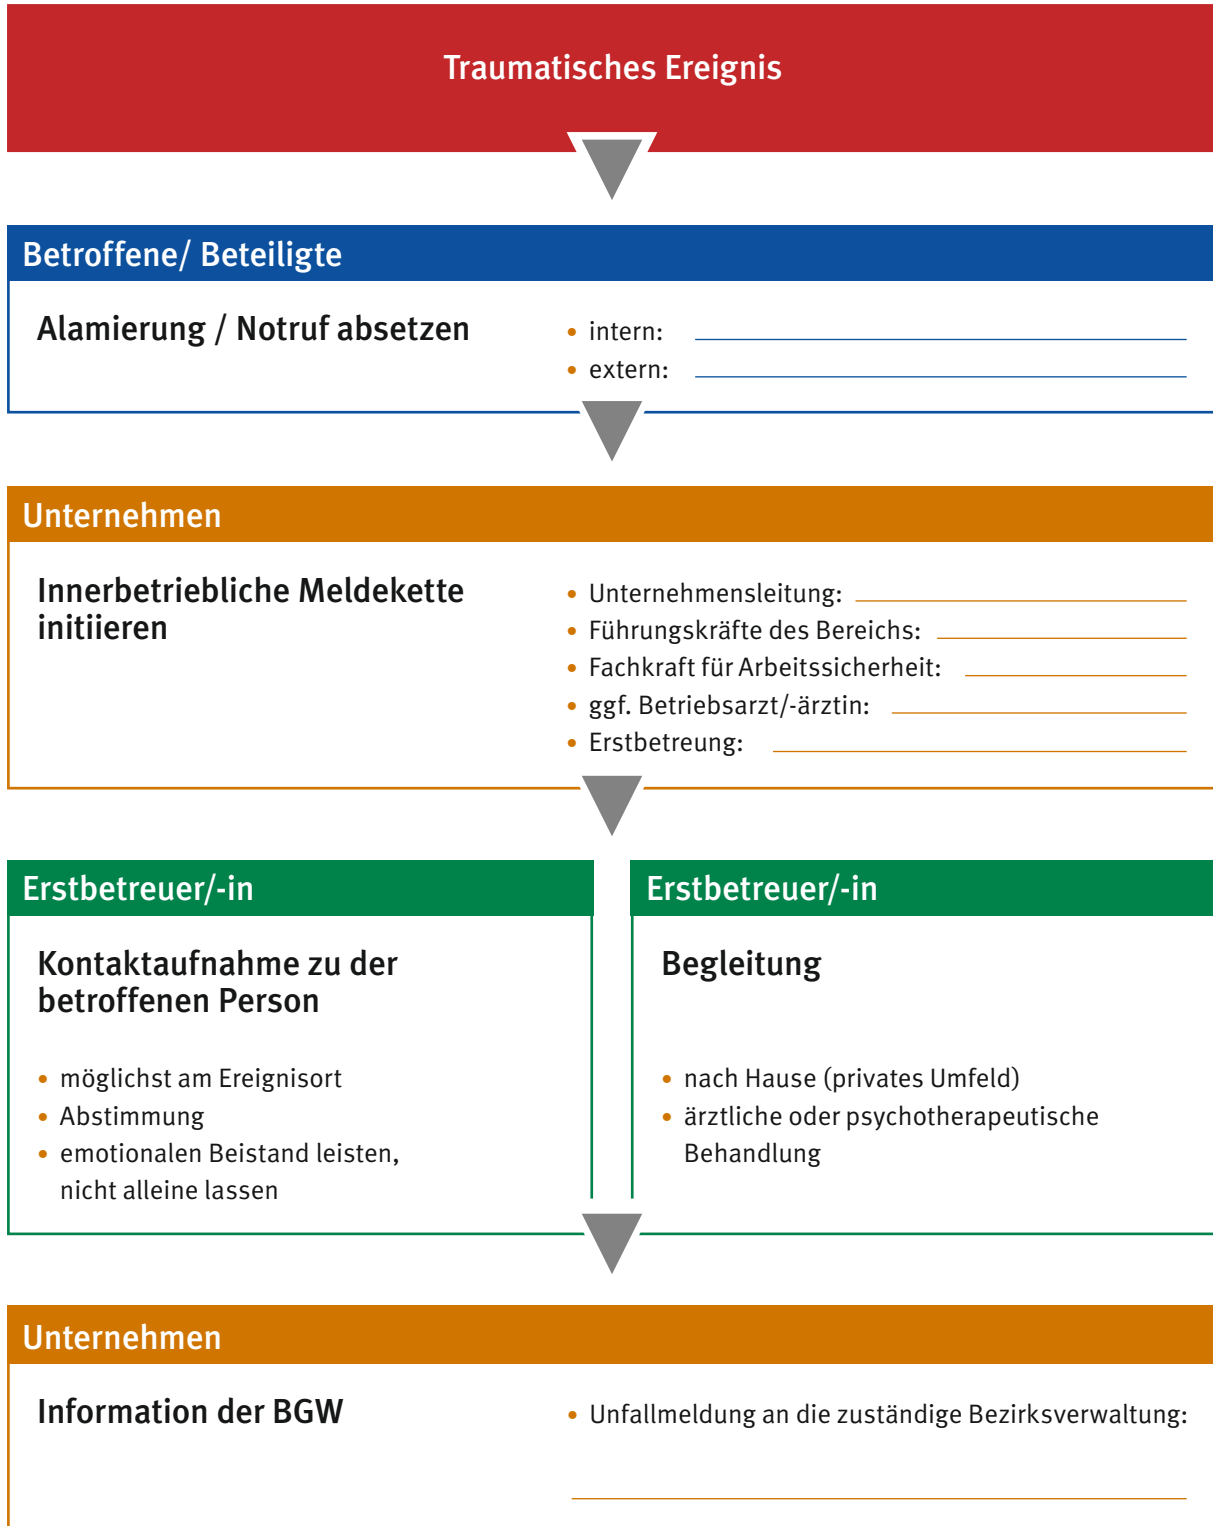 Traumatisches Ereignis
Betroffene/ Beteiligte
Alamierung / Notruf absetzen
• intern:
• extern:
Unternehmen
Innerbetriebliche Meldekette
initiieren
• Unternehmensleitung:
• Führungskräfte des Bereichs:
• Fachkraft für Arbeitssicherheit:
• ggf. Betriebsarzt/-ärztin:
• Erstbetreung:
Erstbetreuer/-in
Kontaktaufnahme zu der
betroffenen Person
• möglichst am Ereignisort
• Abstimmung
• emotionalen Beistand leisten,
nicht alleine lassen
Erstbetreuer/-in
Begleitung
• nach Hause (privates Umfeld)
• ärztliche oder psychotherapeutische
Behandlung
Unternehmen
Information der BGW
• Unfallmeldung an die zuständige Bezirksverwaltung: